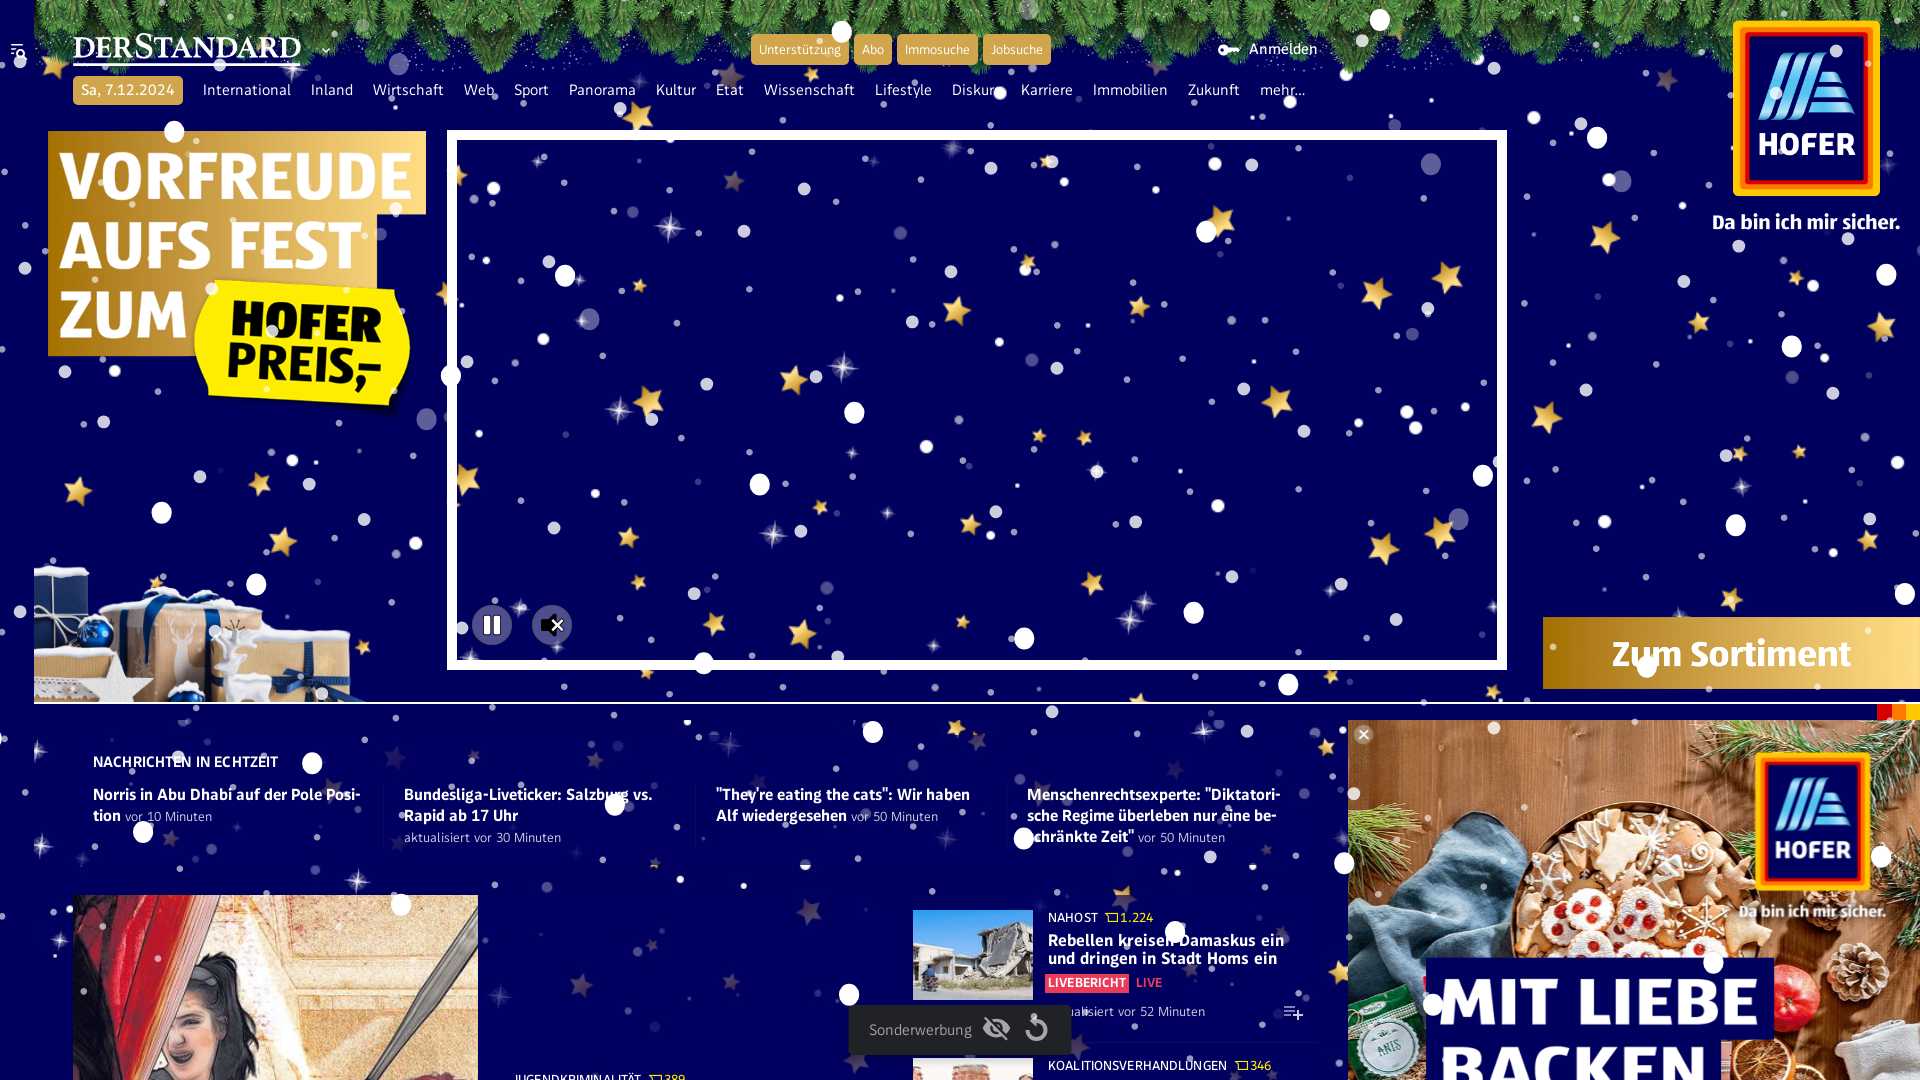 DERSTANDARD
Unterstützung Abo Immosuche Jobsuche
Anmelden
Sa, 7.12.2024 International Inland Wirtschaft Web Sport Panorama Kultur Etat Wissenschaft Lifestyle Diskurs Karriere Immobilien Zukunft mehr...
VORFREUDE
AUFS FEST
ZUM
HOFER
PREIS,-
HOFER
Da bin ich mir sicher.
Zum Sortiment
NACHRICHTEN IN ECHTZEIT
Norris in Abu Dhabi auf der Pole Posi-
tion vor 10 Minuten
Bundesliga-Liveticker: Salzburg vs.
Rapid ab 17 Uhr
aktualisiert vor 30 Minuten
"They're eating the cats": Wir haben
Alf wiedergesehen vor 50 Minuten
Menschenrechtsexperte: "Diktatori-
sche Regime überleben nur eine be-
schränkte Zeit" vor 50 Minuten
NAHOST 1.224
Rebellen kreisen Damaskus ein
und dringen in Stadt Homs ein
LIVEBERICHT LIVE
aktualisiert vor 52 Minuten
Sonderwerbung
KOALITIONSVERHANDLUNGEN 346
JUGENDKRIMINALITÄT 389
HOFER
Da bin ich mir sicher.
MIT LIEBE
BACKEN
ANIS